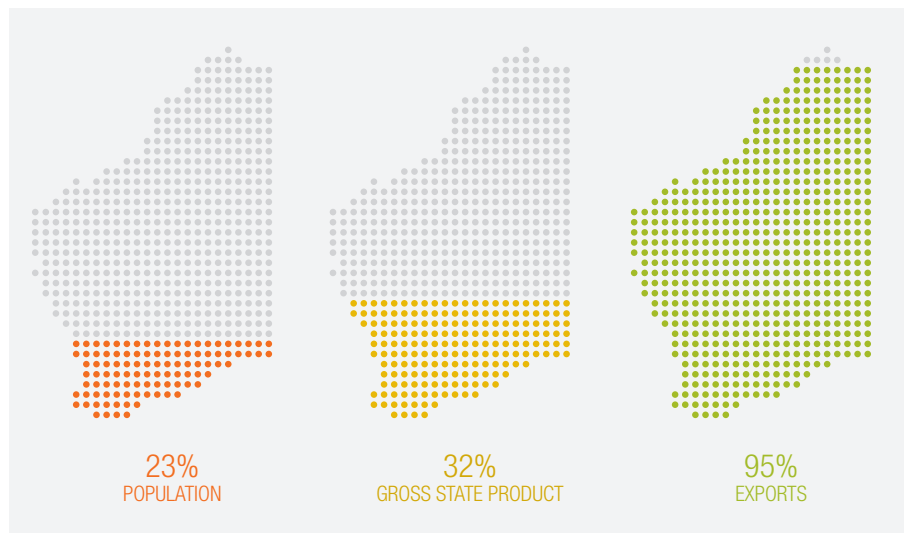 23%
POPULATION
32%
GROSS STATE PRODUCT
95%
EXPORTS